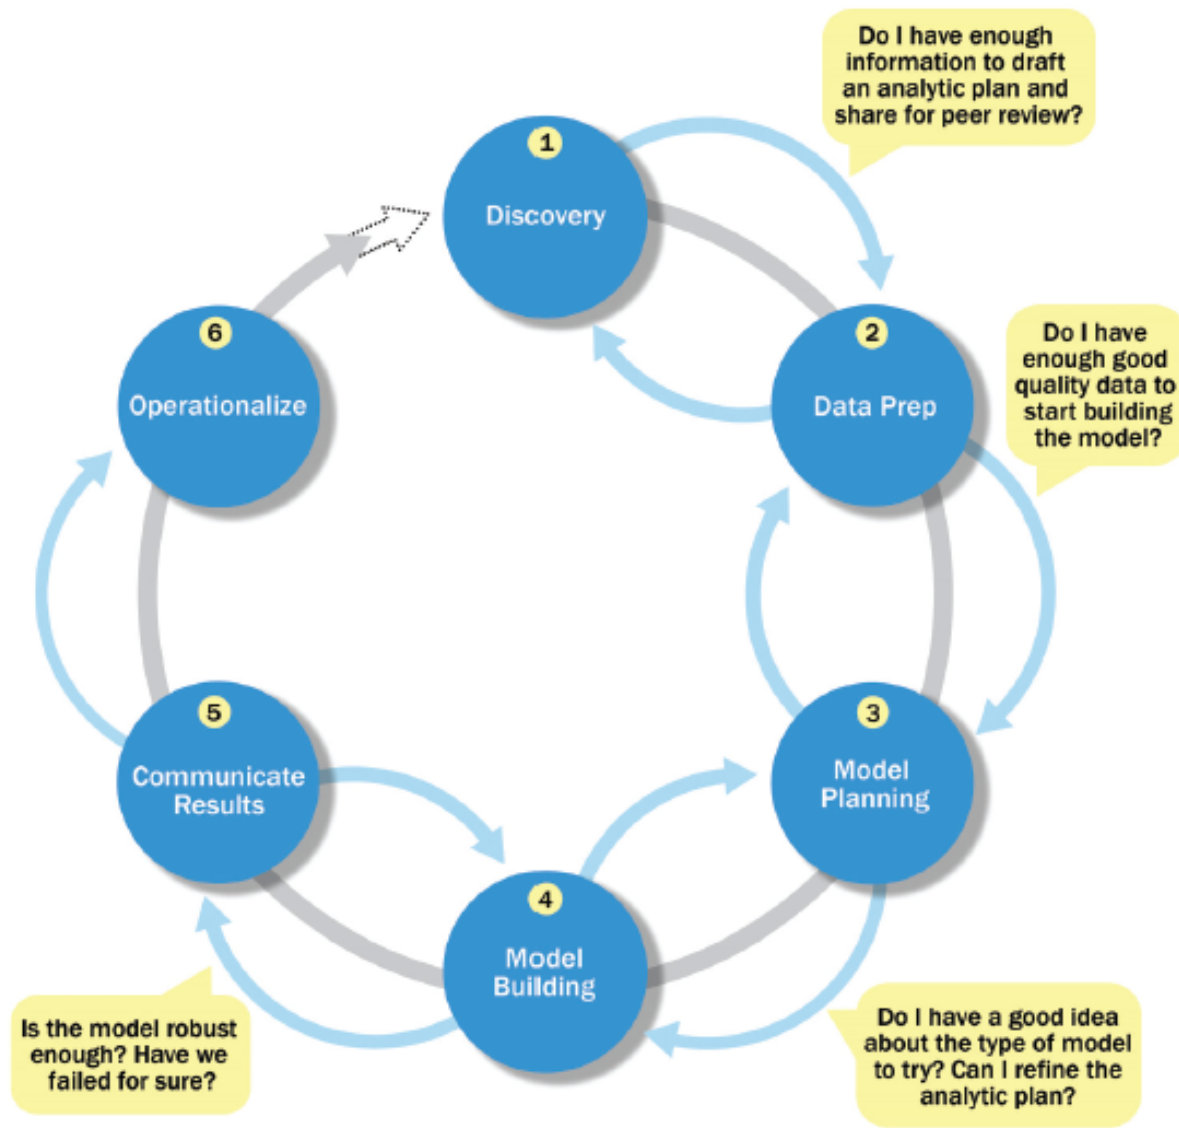 Do I have enough
information to draft
an analytic plan and
share for peer review?
1
Discovery
2
Data Prep
Do I have
enough good
quality data to
start building
the model?
3
Model
Planning
Do I have a good idea
about the type of model
to try? Can I refine the
analytic plan?
4
Model
Building
Is the model robust
enough? Have we
failed for sure?
5
Communicate
Results
6
Operationalize